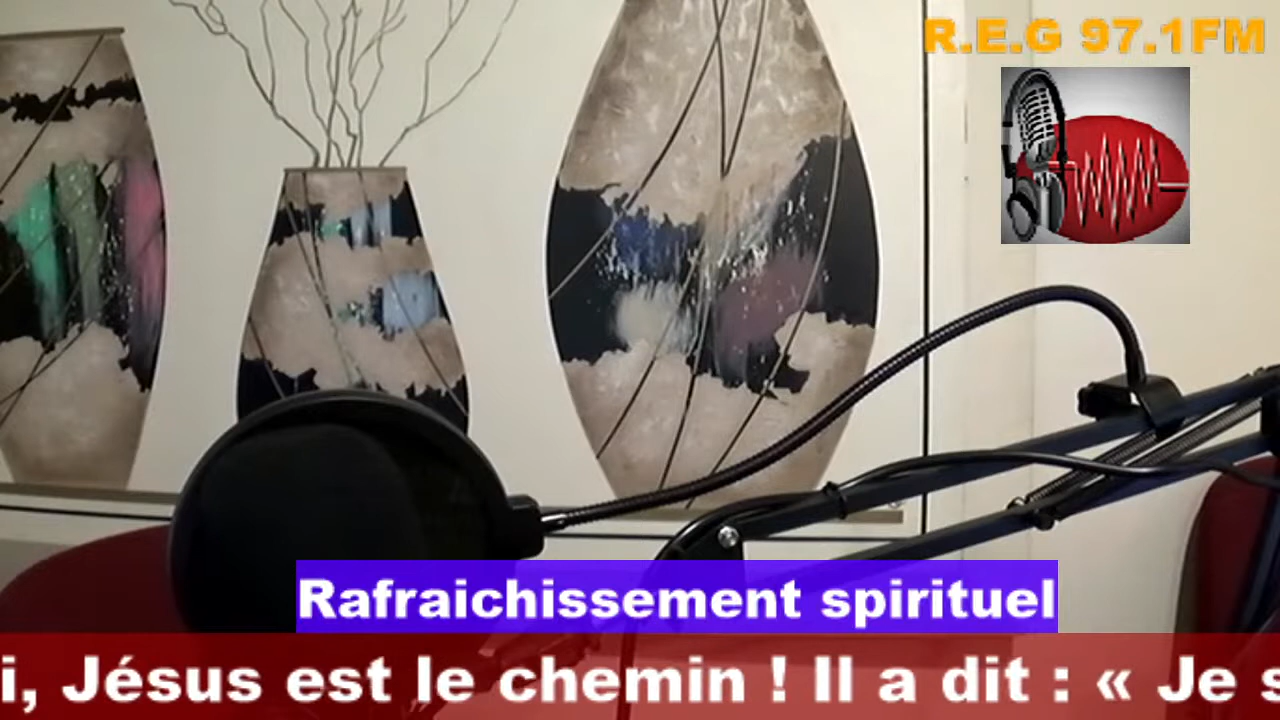 R.E.G 97.1FM
Rafraichissement spirituel
i, Jésus est le chemin ! Il a dit : « Je s